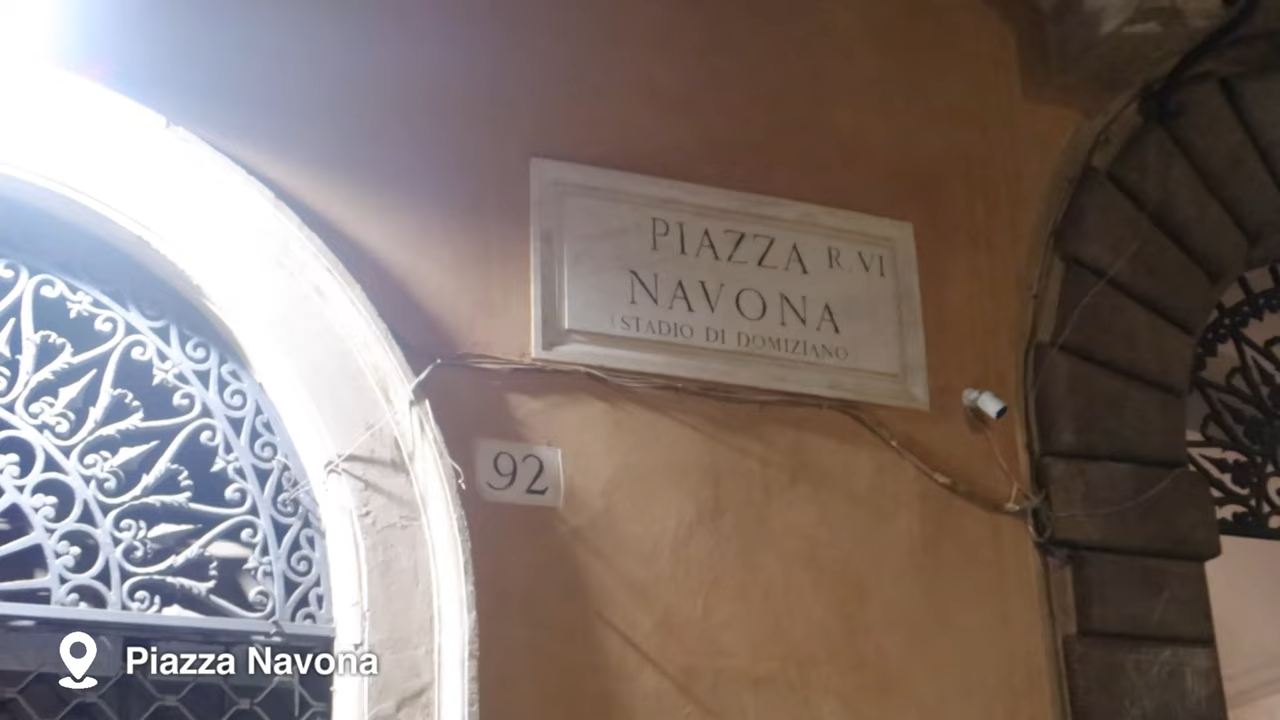 PIAZZA R. VI
NAVONA
(STADIO DI DOMIZIANO
92
Piazza Navona